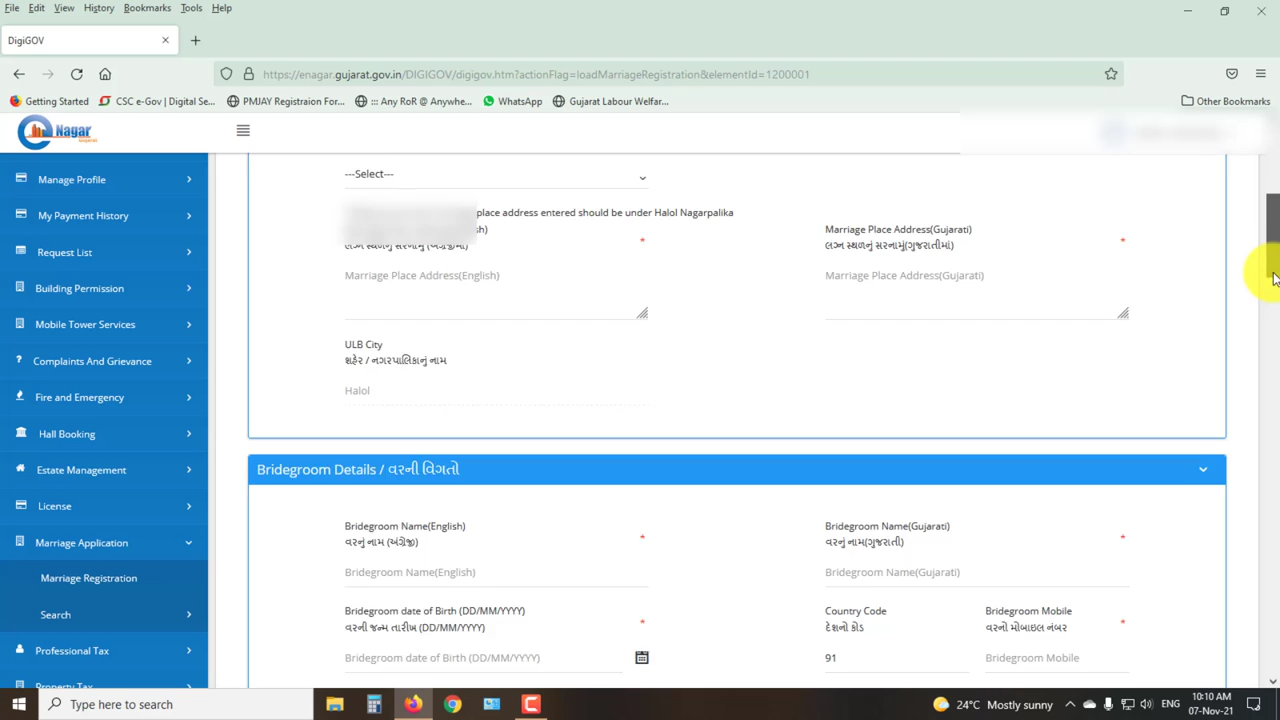 File Edit View History Bookmarks Tools Help
DigiGOV
https://enagar.gujarat.gov.in/DIGIGOV/digigov.htm?actionFlag=loadMarriageRegistration&elementId=1200001
Getting Started CSC e-Gov | Digital Se... PMJAY Registraion For... ::: Any RoR @ Anywhe... WhatsApp Gujarat Labour Welfar... Other Bookmarks
Nagar
Manage Profile
My Payment History
Request List
Building Permission
Mobile Tower Services
Complaints And Grievance
Fire and Emergency
Hall Booking
Estate Management
License
Marriage Application
Marriage Registration
Search
Professional Tax
Property Tax
---Select---
place address entered should be under Halol Nagarpalika
Marriage Place Address(Gujarati)
લગ્ન સ્થળનું સરનામું (અંગ્રેજીમાં) *
લગ્ન સ્થળનું સરનામું(ગુજરાતીમાં) *
Marriage Place Address(English)
Marriage Place Address(Gujarati)
ULB City
શહેર / નગરપાલિકાનું નામ
Halol
Bridegroom Details / વરની વિગતો
Bridegroom Name(English)
વરનું નામ (અંગ્રેજી) *
Bridegroom Name(English)
Bridegroom Name(Gujarati)
વરનું નામ(ગુજરાતી) *
Bridegroom Name(Gujarati)
Bridegroom date of Birth (DD/MM/YYYY)
વરની જન્મ તારીખ (DD/MM/YYYY) *
Bridegroom date of Birth (DD/MM/YYYY)
Country Code
દેશનો કોડ
91
Bridegroom Mobile
વરનો મોબાઇલ નંબર *
Bridegroom Mobile
Type here to search
24°C Mostly sunny
ENG
10:10 AM
07-Nov-21